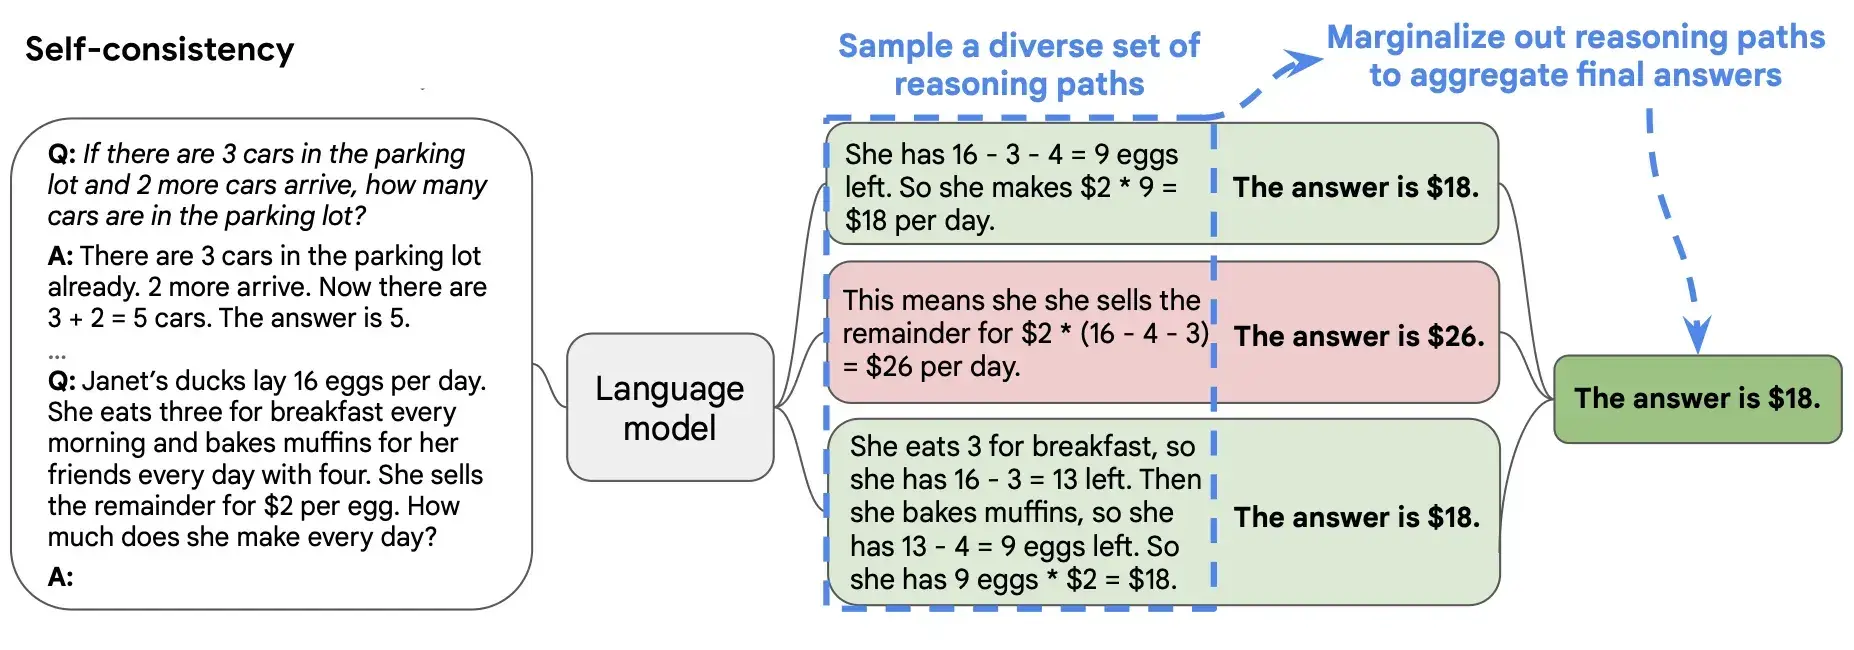 Self-consistency
Q: If there are 3 cars in the parking
lot and 2 more cars arrive, how many
cars are in the parking lot?
A: There are 3 cars in the parking lot
already. 2 more arrive. Now there are
3 + 2 = 5 cars. The answer is 5.
...
Q: Janet's ducks lay 16 eggs per day.
She eats three for breakfast every
morning and bakes muffins for her
friends every day with four. She sells
the remainder for $2 per egg. How
much does she make every day?
A:
Language
model
Sample a diverse set of
reasoning paths
She has 16 - 3 - 4 = 9 eggs
left. So she makes $2 * 9 =
$18 per day.
The answer is $18.
This means she she sells the
remainder for $2 * (16 - 4 - 3)
= $26 per day.
The answer is $26.
She eats 3 for breakfast, so
she has 16 - 3 = 13 left. Then
she bakes muffins, so she
has 13 - 4 = 9 eggs left. So
she has 9 eggs * $2 = $18.
The answer is $18.
Marginalize out reasoning paths
to aggregate final answers
The answer is $18.